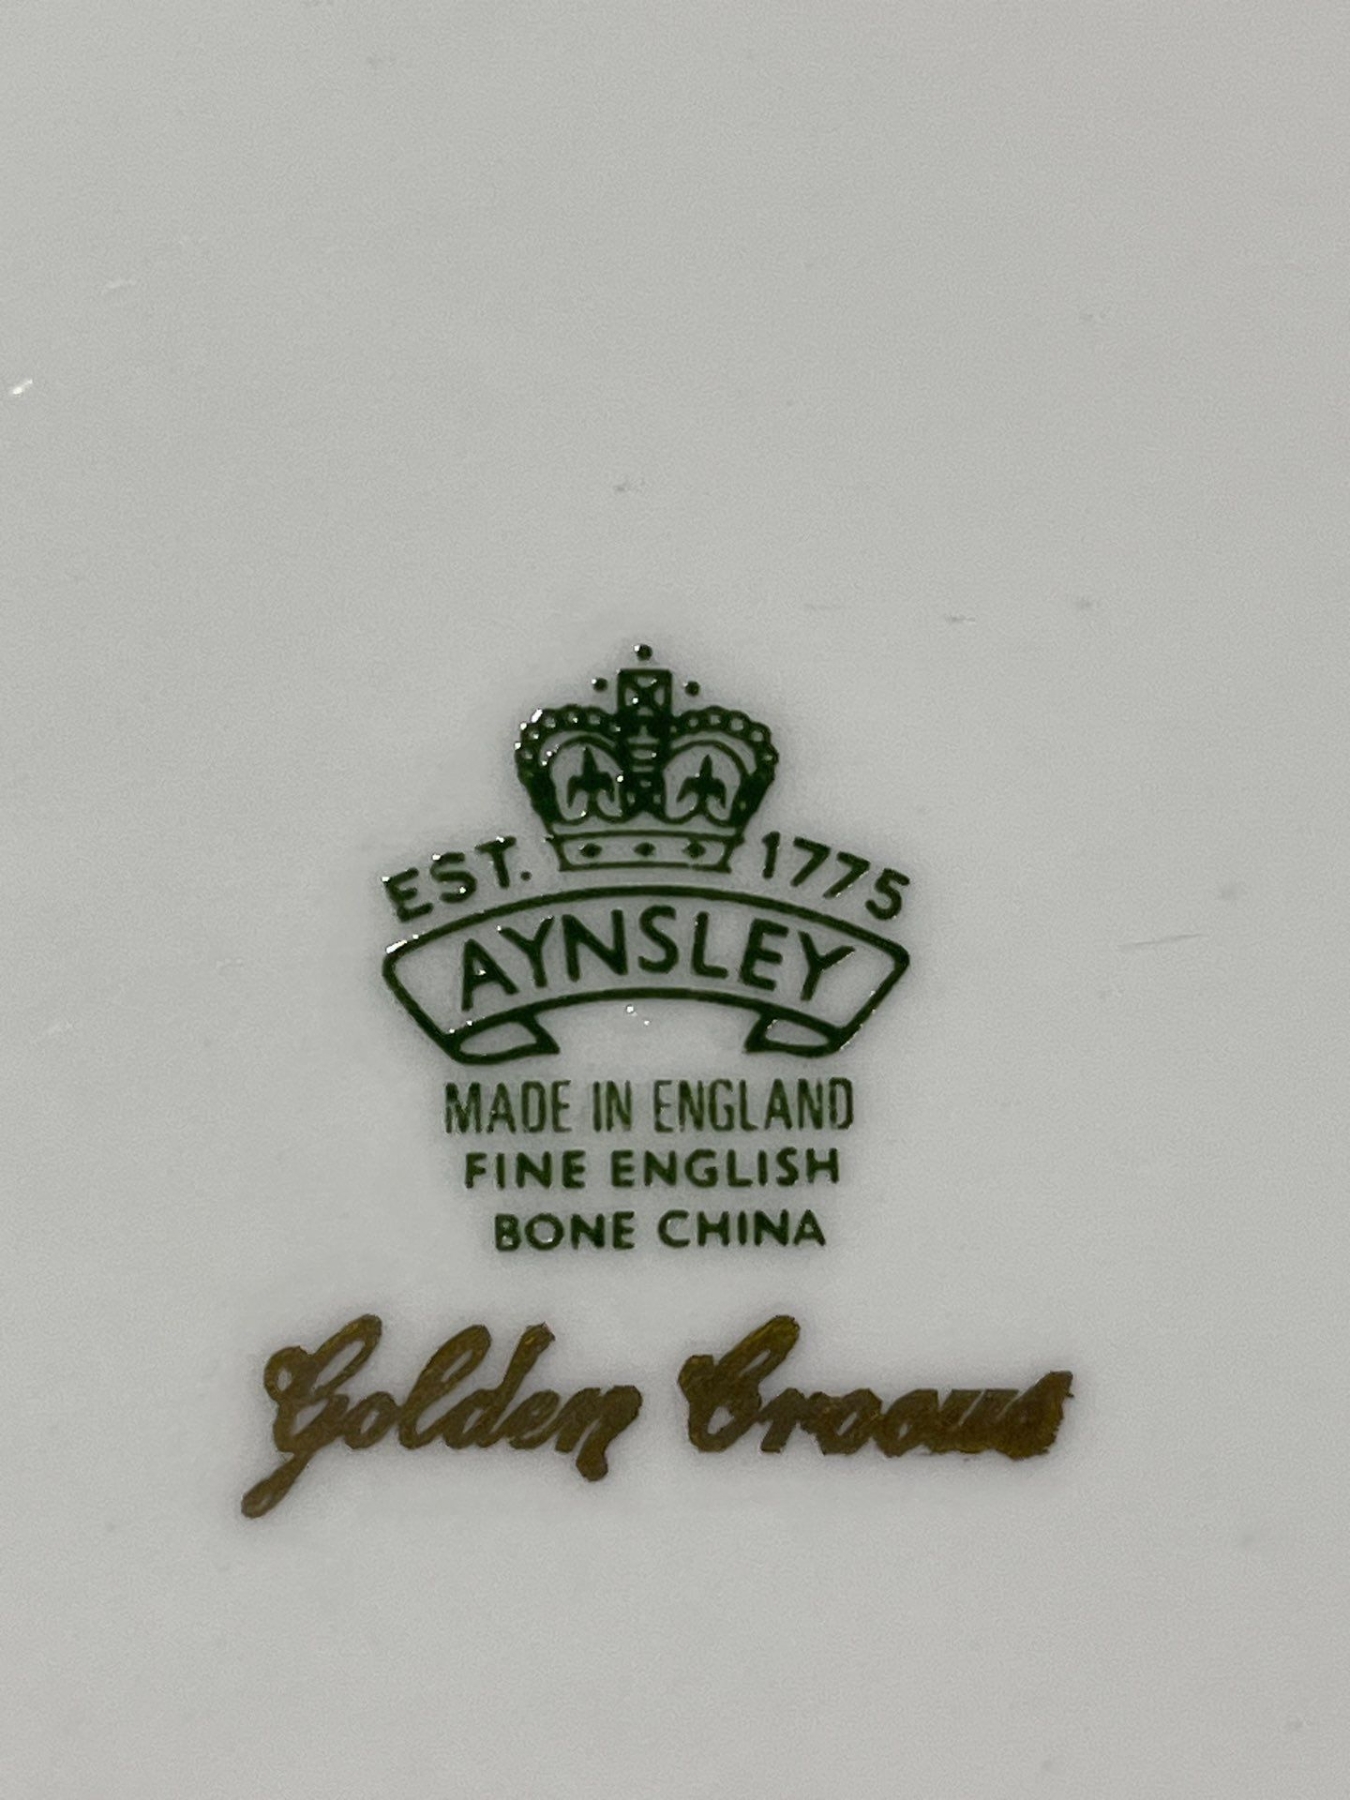 EST. 1775
AYNSLEY
MADE IN ENGLAND
FINE ENGLISH
BONE CHINA
Golden Crocus